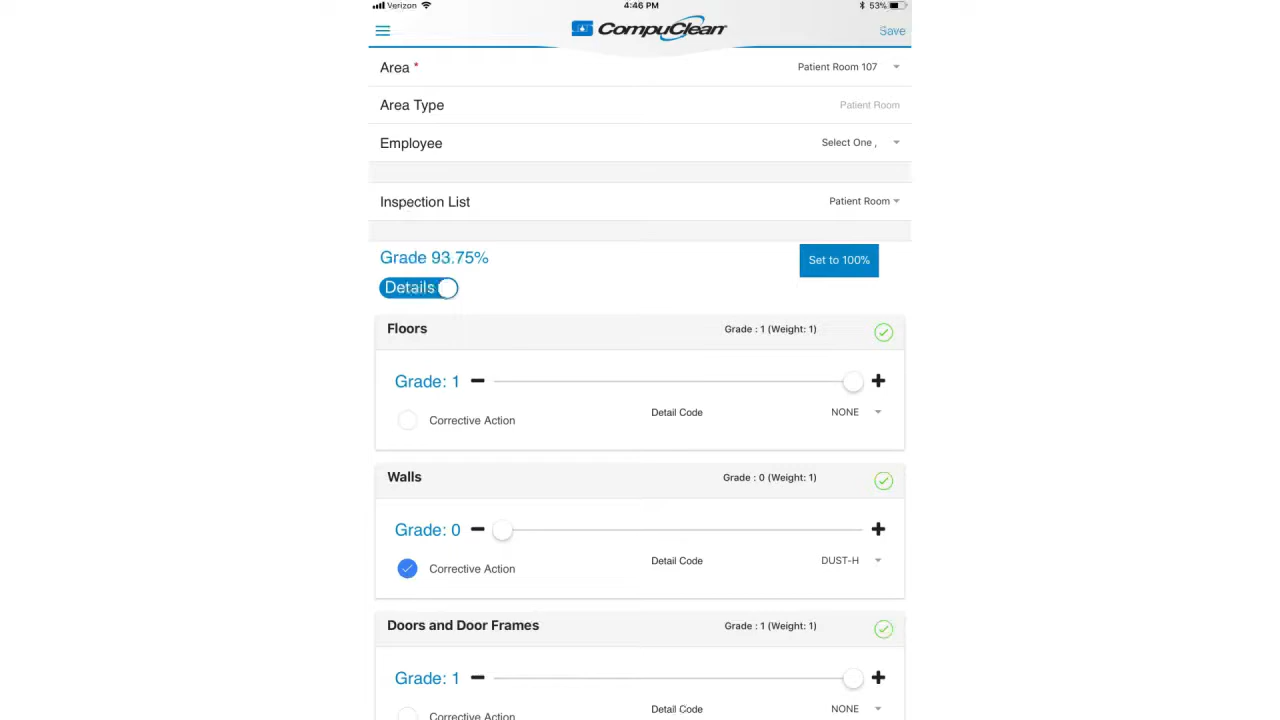 Verizon 4:46 PM 53%
CompuClean Save
Area * Patient Room 107
Area Type Patient Room
Employee Select One ,
Inspection List Patient Room
Grade 93.75% Set to 100%
Details
Floors Grade : 1 (Weight: 1)
Grade: 1
Corrective Action Detail Code NONE
Walls Grade : 0 (Weight: 1)
Grade: 0
Corrective Action Detail Code DUST-H
Doors and Door Frames Grade : 1 (Weight: 1)
Grade: 1
Corrective Action Detail Code NONE